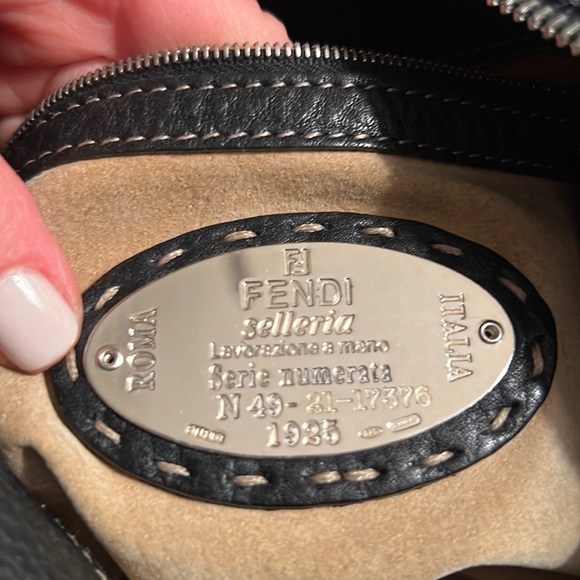 FENDI
selleria
Lavorazione a mano
Serie numerata
N 49-21-17376
1925
ROMA
ITALIA